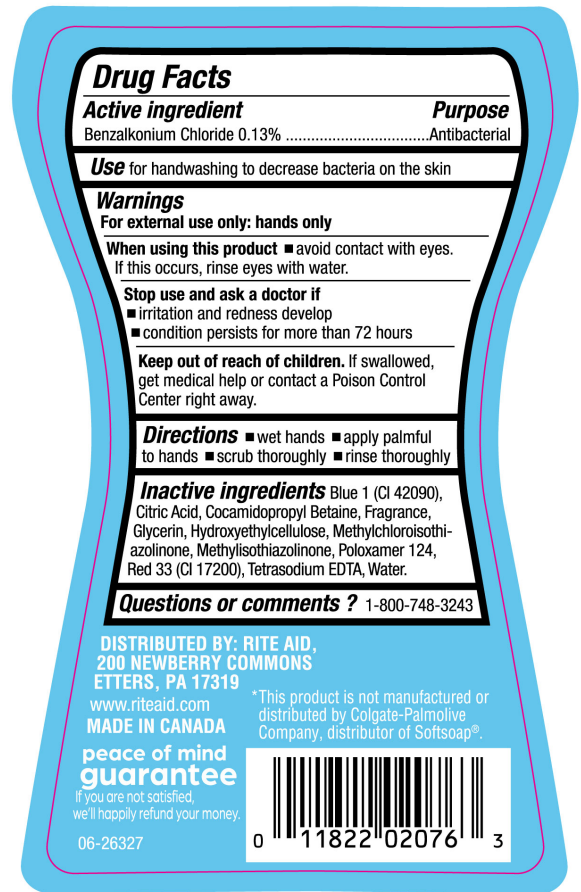 Drug Facts
Active ingredient Purpose
Benzalkonium Chloride 0.13% .................................Antibacterial
Use for handwashing to decrease bacteria on the skin
Warnings
For external use only: hands only
When using this product ■ avoid contact with eyes.
If this occurs, rinse eyes with water.
Stop use and ask a doctor if
■ irritation and redness develop
■ condition persists for more than 72 hours
Keep out of reach of children. If swallowed,
get medical help or contact a Poison Control
Center right away.
Directions ■ wet hands ■ apply palmful
to hands ■ scrub thoroughly ■ rinse thoroughly
Inactive ingredients Blue 1 (CI 42090),
Citric Acid, Cocamidopropyl Betaine, Fragrance,
Glycerin, Hydroxyethylcellulose, Methylchloroisothi-
azolinone, Methylisothiazolinone, Poloxamer 124,
Red 33 (CI 17200), Tetrasodium EDTA, Water.
Questions or comments ? 1-800-748-3243
DISTRIBUTED BY: RITE AID,
200 NEWBERRY COMMONS
ETTERS, PA 17319
www.riteaid.com
MADE IN CANADA
peace of mind
guarantee
If you are not satisfied,
we'll happily refund your money.
06-26327
*This product is not manufactured or
distributed by Colgate-Palmolive
Company, distributor of Softsoap®.
0 11822 02076 3